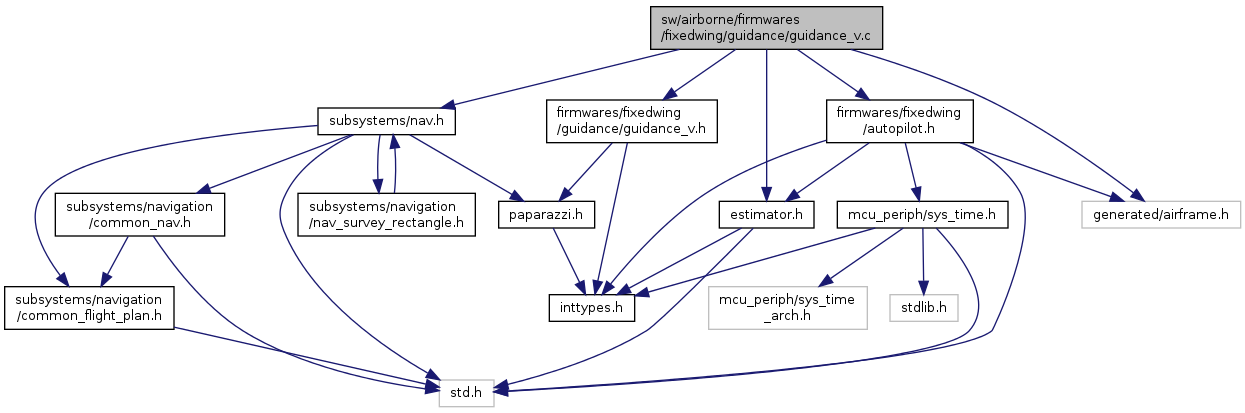 sw/airborne/firmwares
/fixedwing/guidance/guidance_v.c
subsystems/nav.h
firmwares/fixedwing
/guidance/guidance_v.h
firmwares/fixedwing
/autopilot.h
subsystems/navigation
/common_nav.h
subsystems/navigation
/nav_survey_rectangle.h
paparazzi.h
estimator.h
mcu_periph/sys_time.h
generated/airframe.h
subsystems/navigation
/common_flight_plan.h
inttypes.h
mcu_periph/sys_time
_arch.h
stdlib.h
std.h